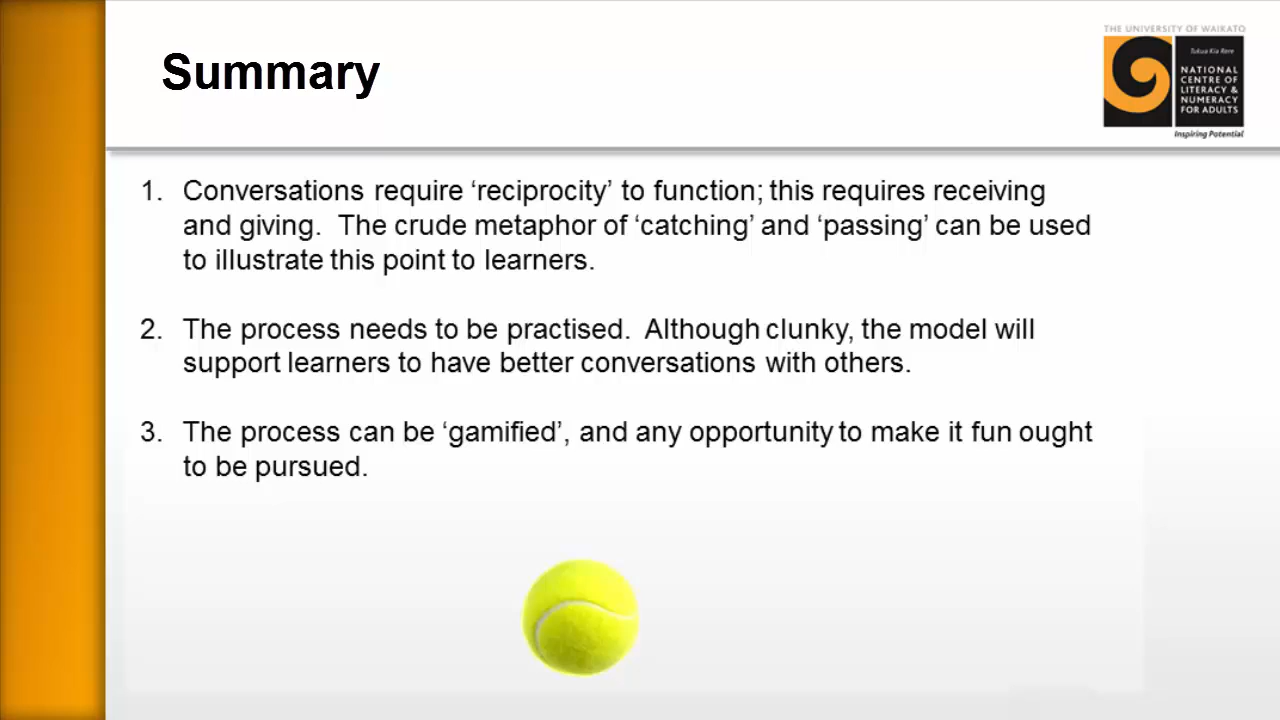 Summary
THE UNIVERSITY OF WAIKATO
Tukua Kia Rere
NATIONAL
CENTRE OF
LITERACY &
NUMERACY
FOR ADULTS
Inspiring Potential
1. Conversations require ‘reciprocity’ to function; this requires receiving
and giving.  The crude metaphor of ‘catching’ and ‘passing’ can be used
to illustrate this point to learners.
2. The process needs to be practised.  Although clunky, the model will
support learners to have better conversations with others.
3. The process can be ‘gamified’, and any opportunity to make it fun ought
to be pursued.